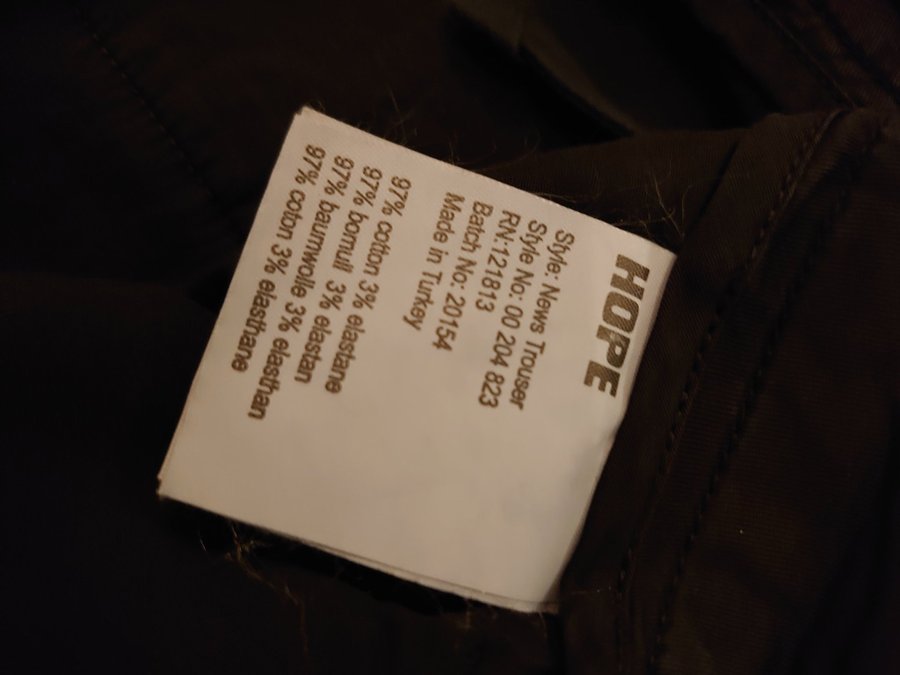 HOPE
Style: News Trouser
Style No: 00 204 823
RN:121813
Batch No: 20154
Made in Turkey
97% cotton 3% elastane
97% bomull 3% elastan
97% baumwolle 3% elasthan
97% coton 3% elasthane